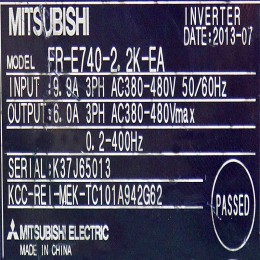 MITSUBISHI
INVERTER
DATE:2013-07
MODEL FR-E740-2.2K-EA
INPUT :9.9A 3PH AC380-480V 50/60Hz
OUTPUT:6.0A 3PH AC380-480Vmax
0.2-400Hz
SERIAL:K37J65013
KCC-REI-MEK-TC101A942G62
PASSED
MITSUBISHI ELECTRIC
MADE IN CHINA